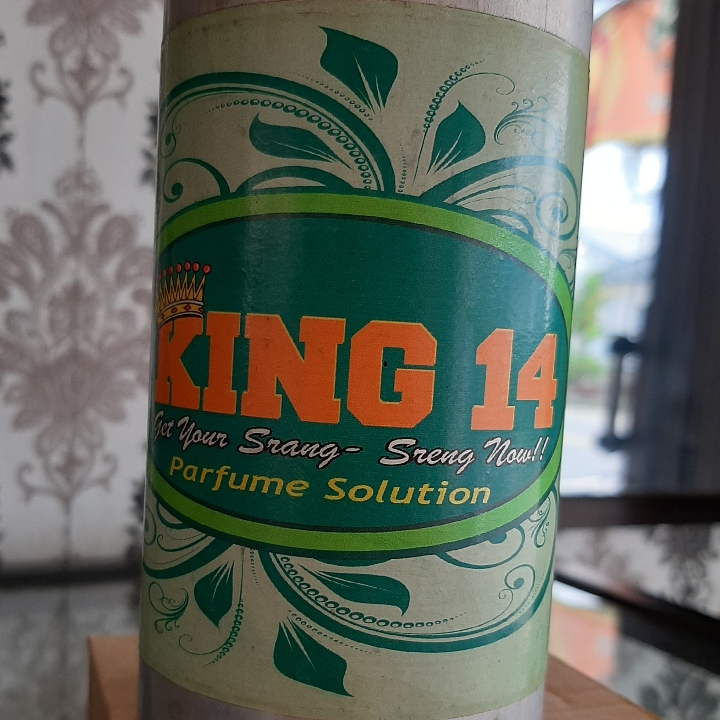 KING 14
Get Your Srang- Sreng Now!!
Parfume Solution